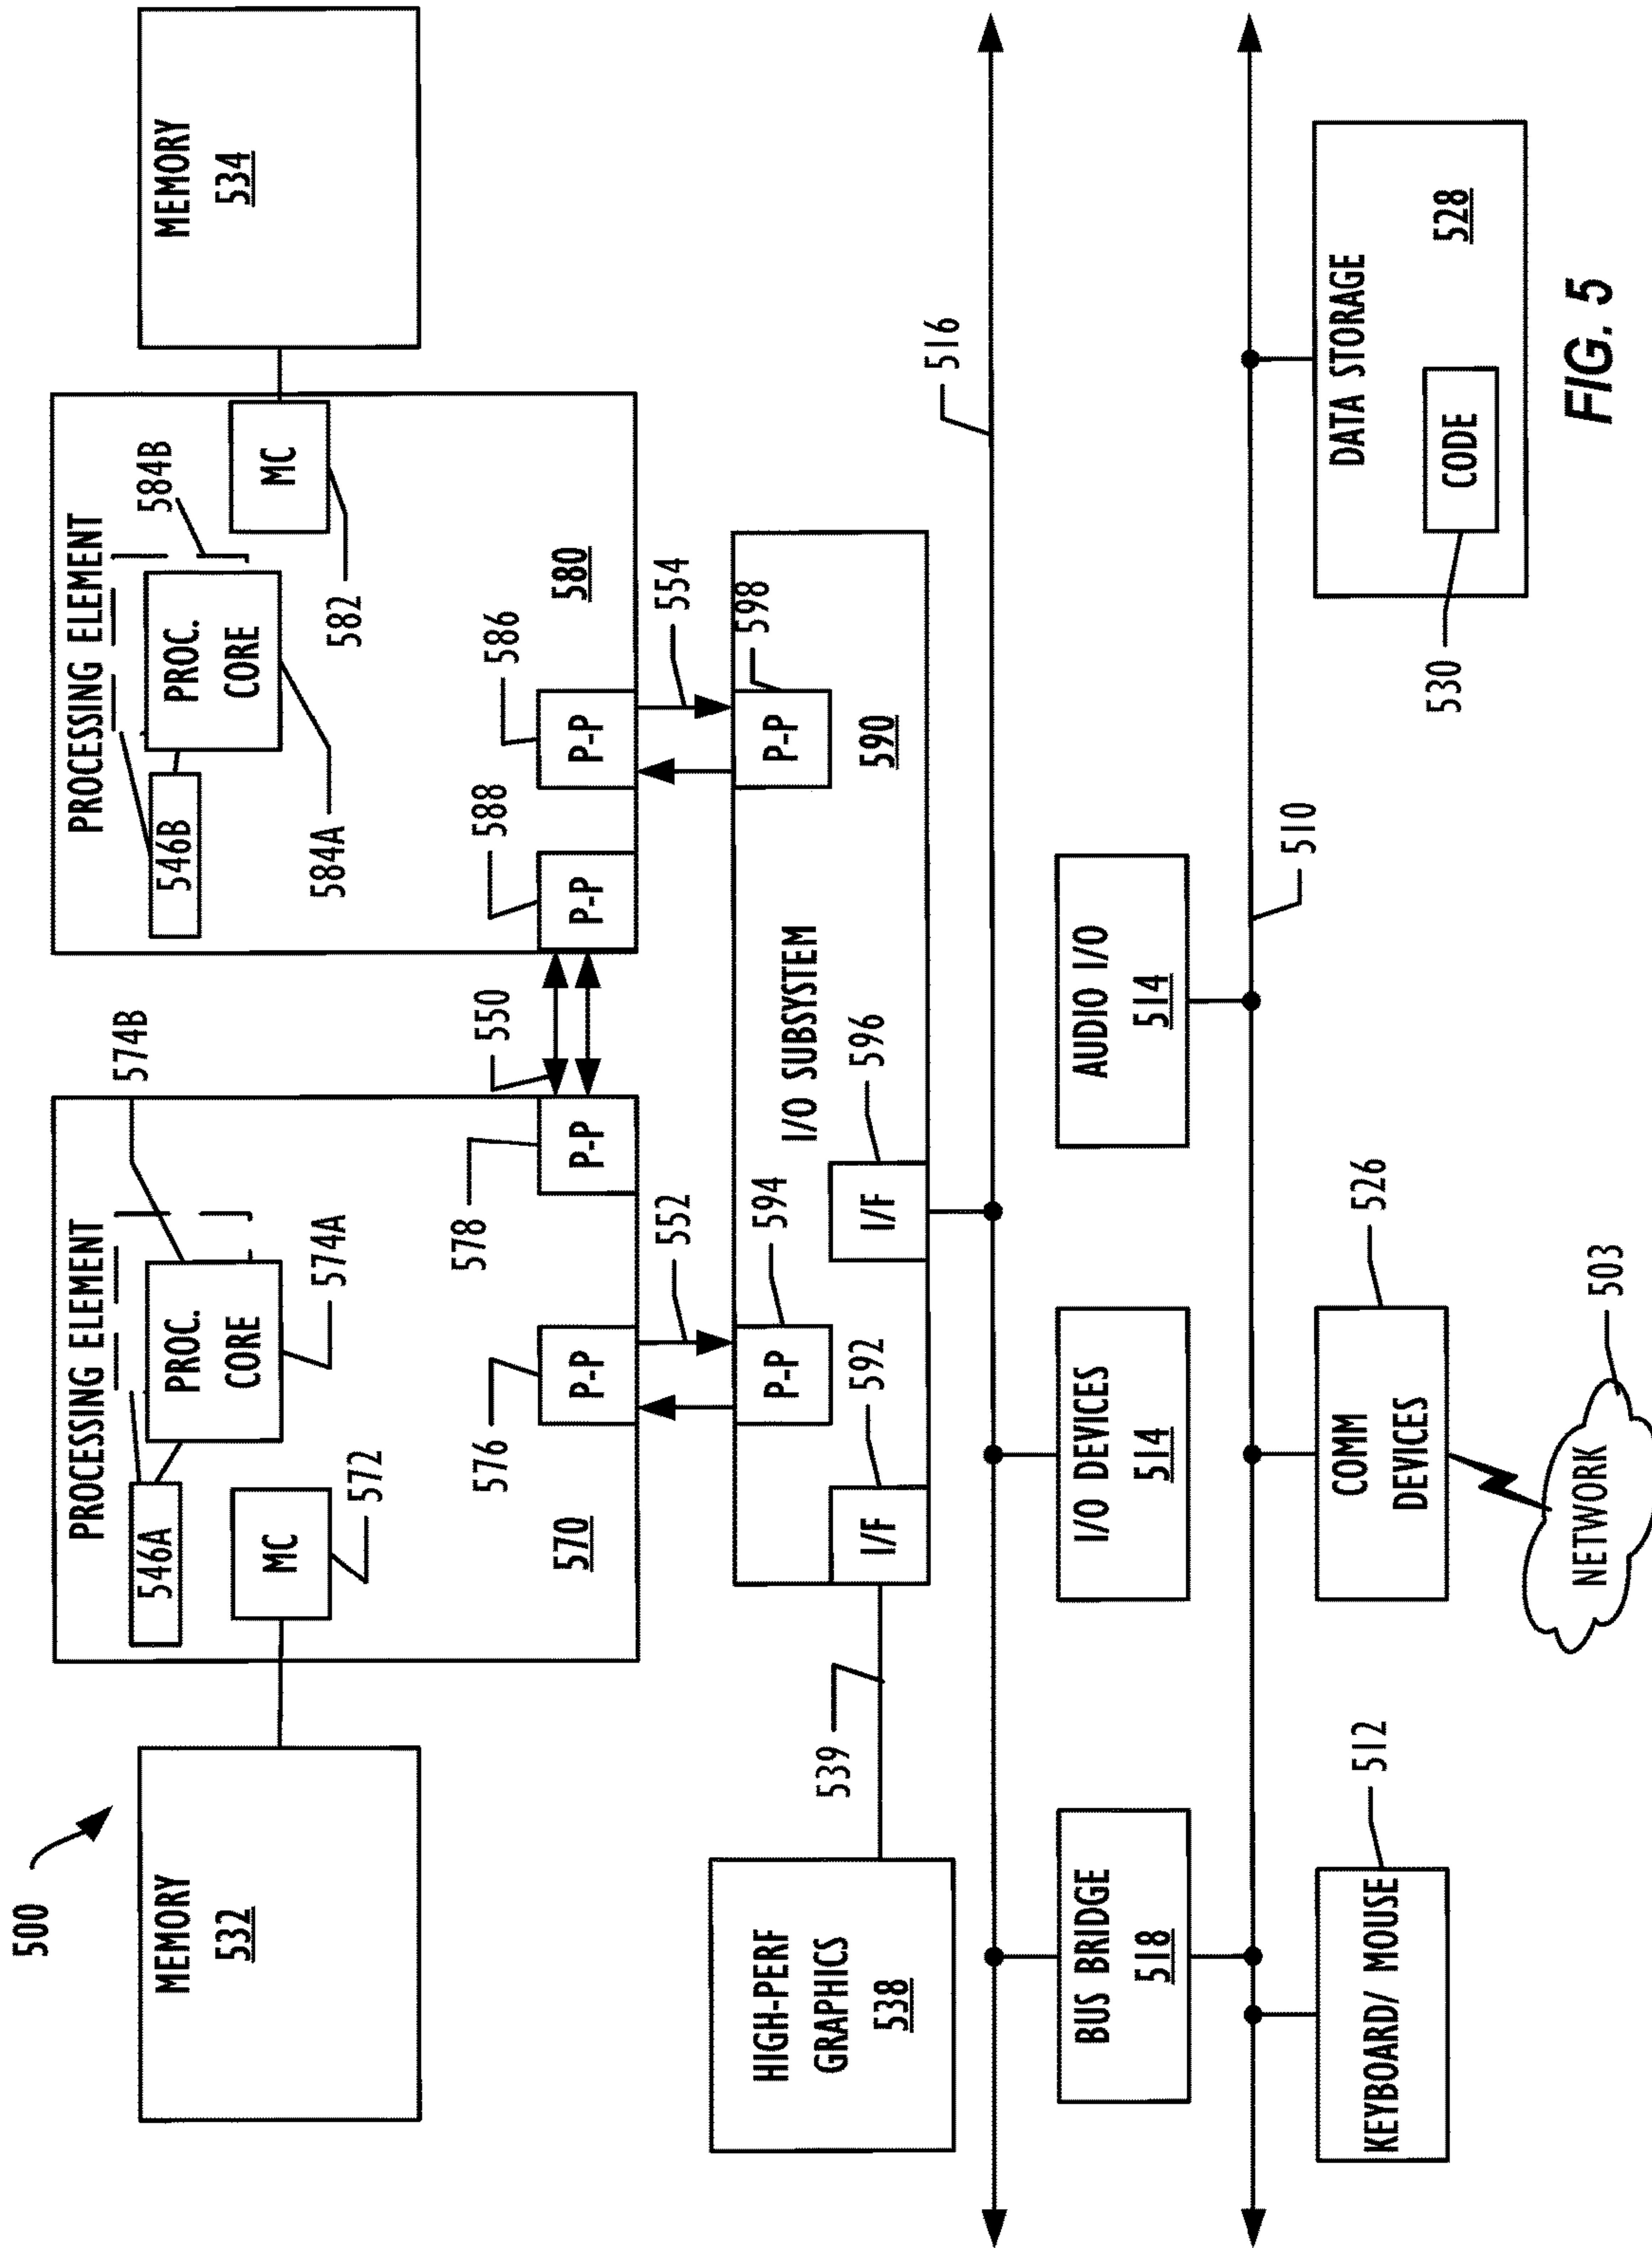 500
MEMORY
532
PROCESSING ELEMENT
546A
PROC.
CORE
574B
574A
MC
572
570
576
P-P
578
P-P
550
PROCESSING ELEMENT
546B
PROC.
CORE
584B
584A
MC
582
580
588
P-P
586
P-P
MEMORY
534
552
554
HIGH-PERF
GRAPHICS
538
539
P-P
594
I/O SUBSYSTEM
P-P
598
590
I/F
592
I/F
596
516
BUS BRIDGE
518
I/O DEVICES
514
AUDIO I/O
514
510
KEYBOARD/ MOUSE
512
COMM
DEVICES
526
NETWORK
503
DATA STORAGE
528
CODE
530
FIG. 5